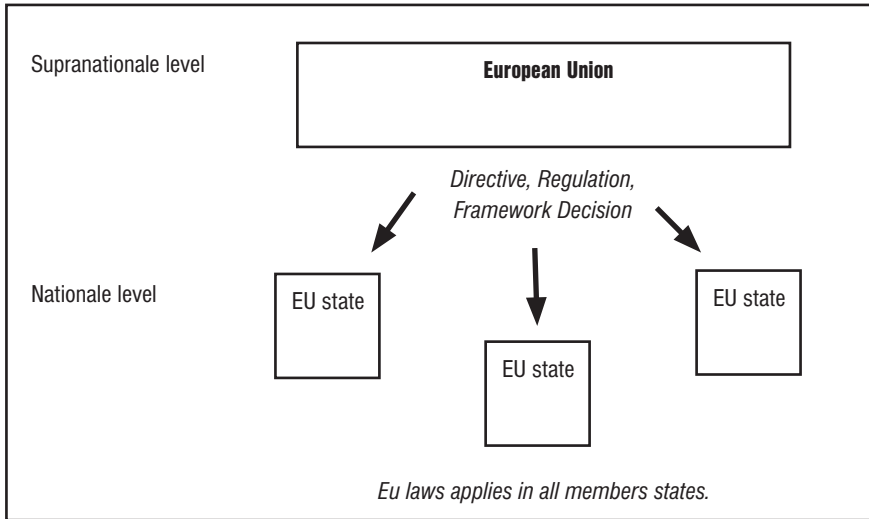 Supranationale level
European Union
Directive, Regulation,
Framework Decision
Nationale level
EU state
EU state
EU state
Eu laws applies in all members states.